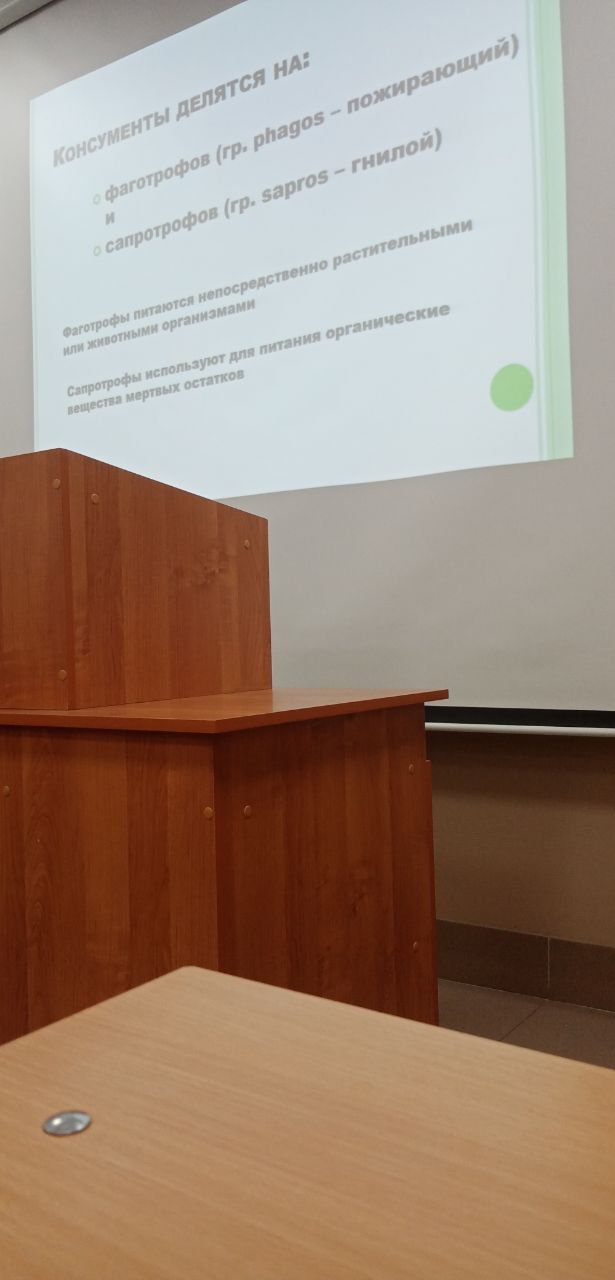 Консументы делятся на:
фаготрофов (гр. phagos – пожирающий)
и
сапротрофов (гр. sapros – гнилой)
Фаготрофы питаются непосредственно растительными
или животными организмами
Сапротрофы используют для питания органические
вещества мертвых остатков